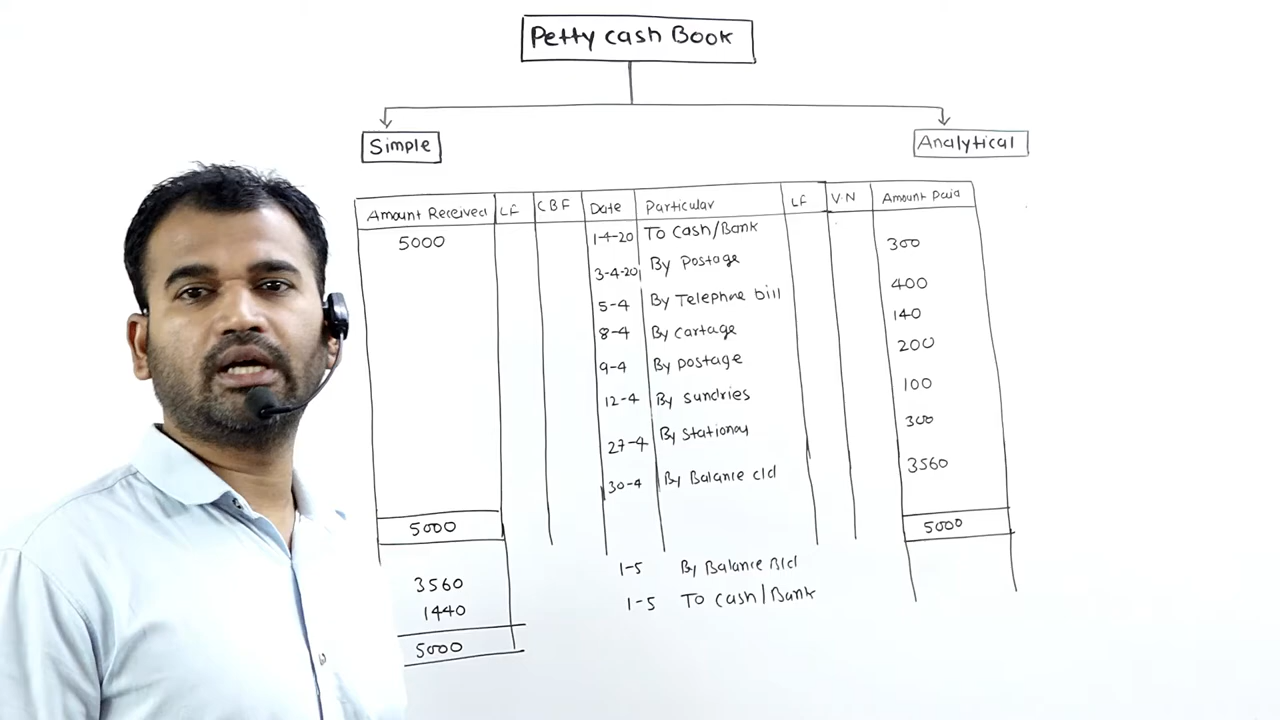 Petty cash Book
Simple
Analytical
Amount Received LF CBF Date Particular LF V.N Amount Paid
5000 1-4-20 To Cash/Bank
3-4-20 By Postage 300
5-4 By Telephne bill 400
8-4 By cartage 140
9-4 By postage 200
12-4 By sundries 100
27-4 By Stationay 300
30-4 By Balance c/d 3560
5000 5000
3560 1-5 By Balance B/d
1440 1-5 To cash/Bank
5000